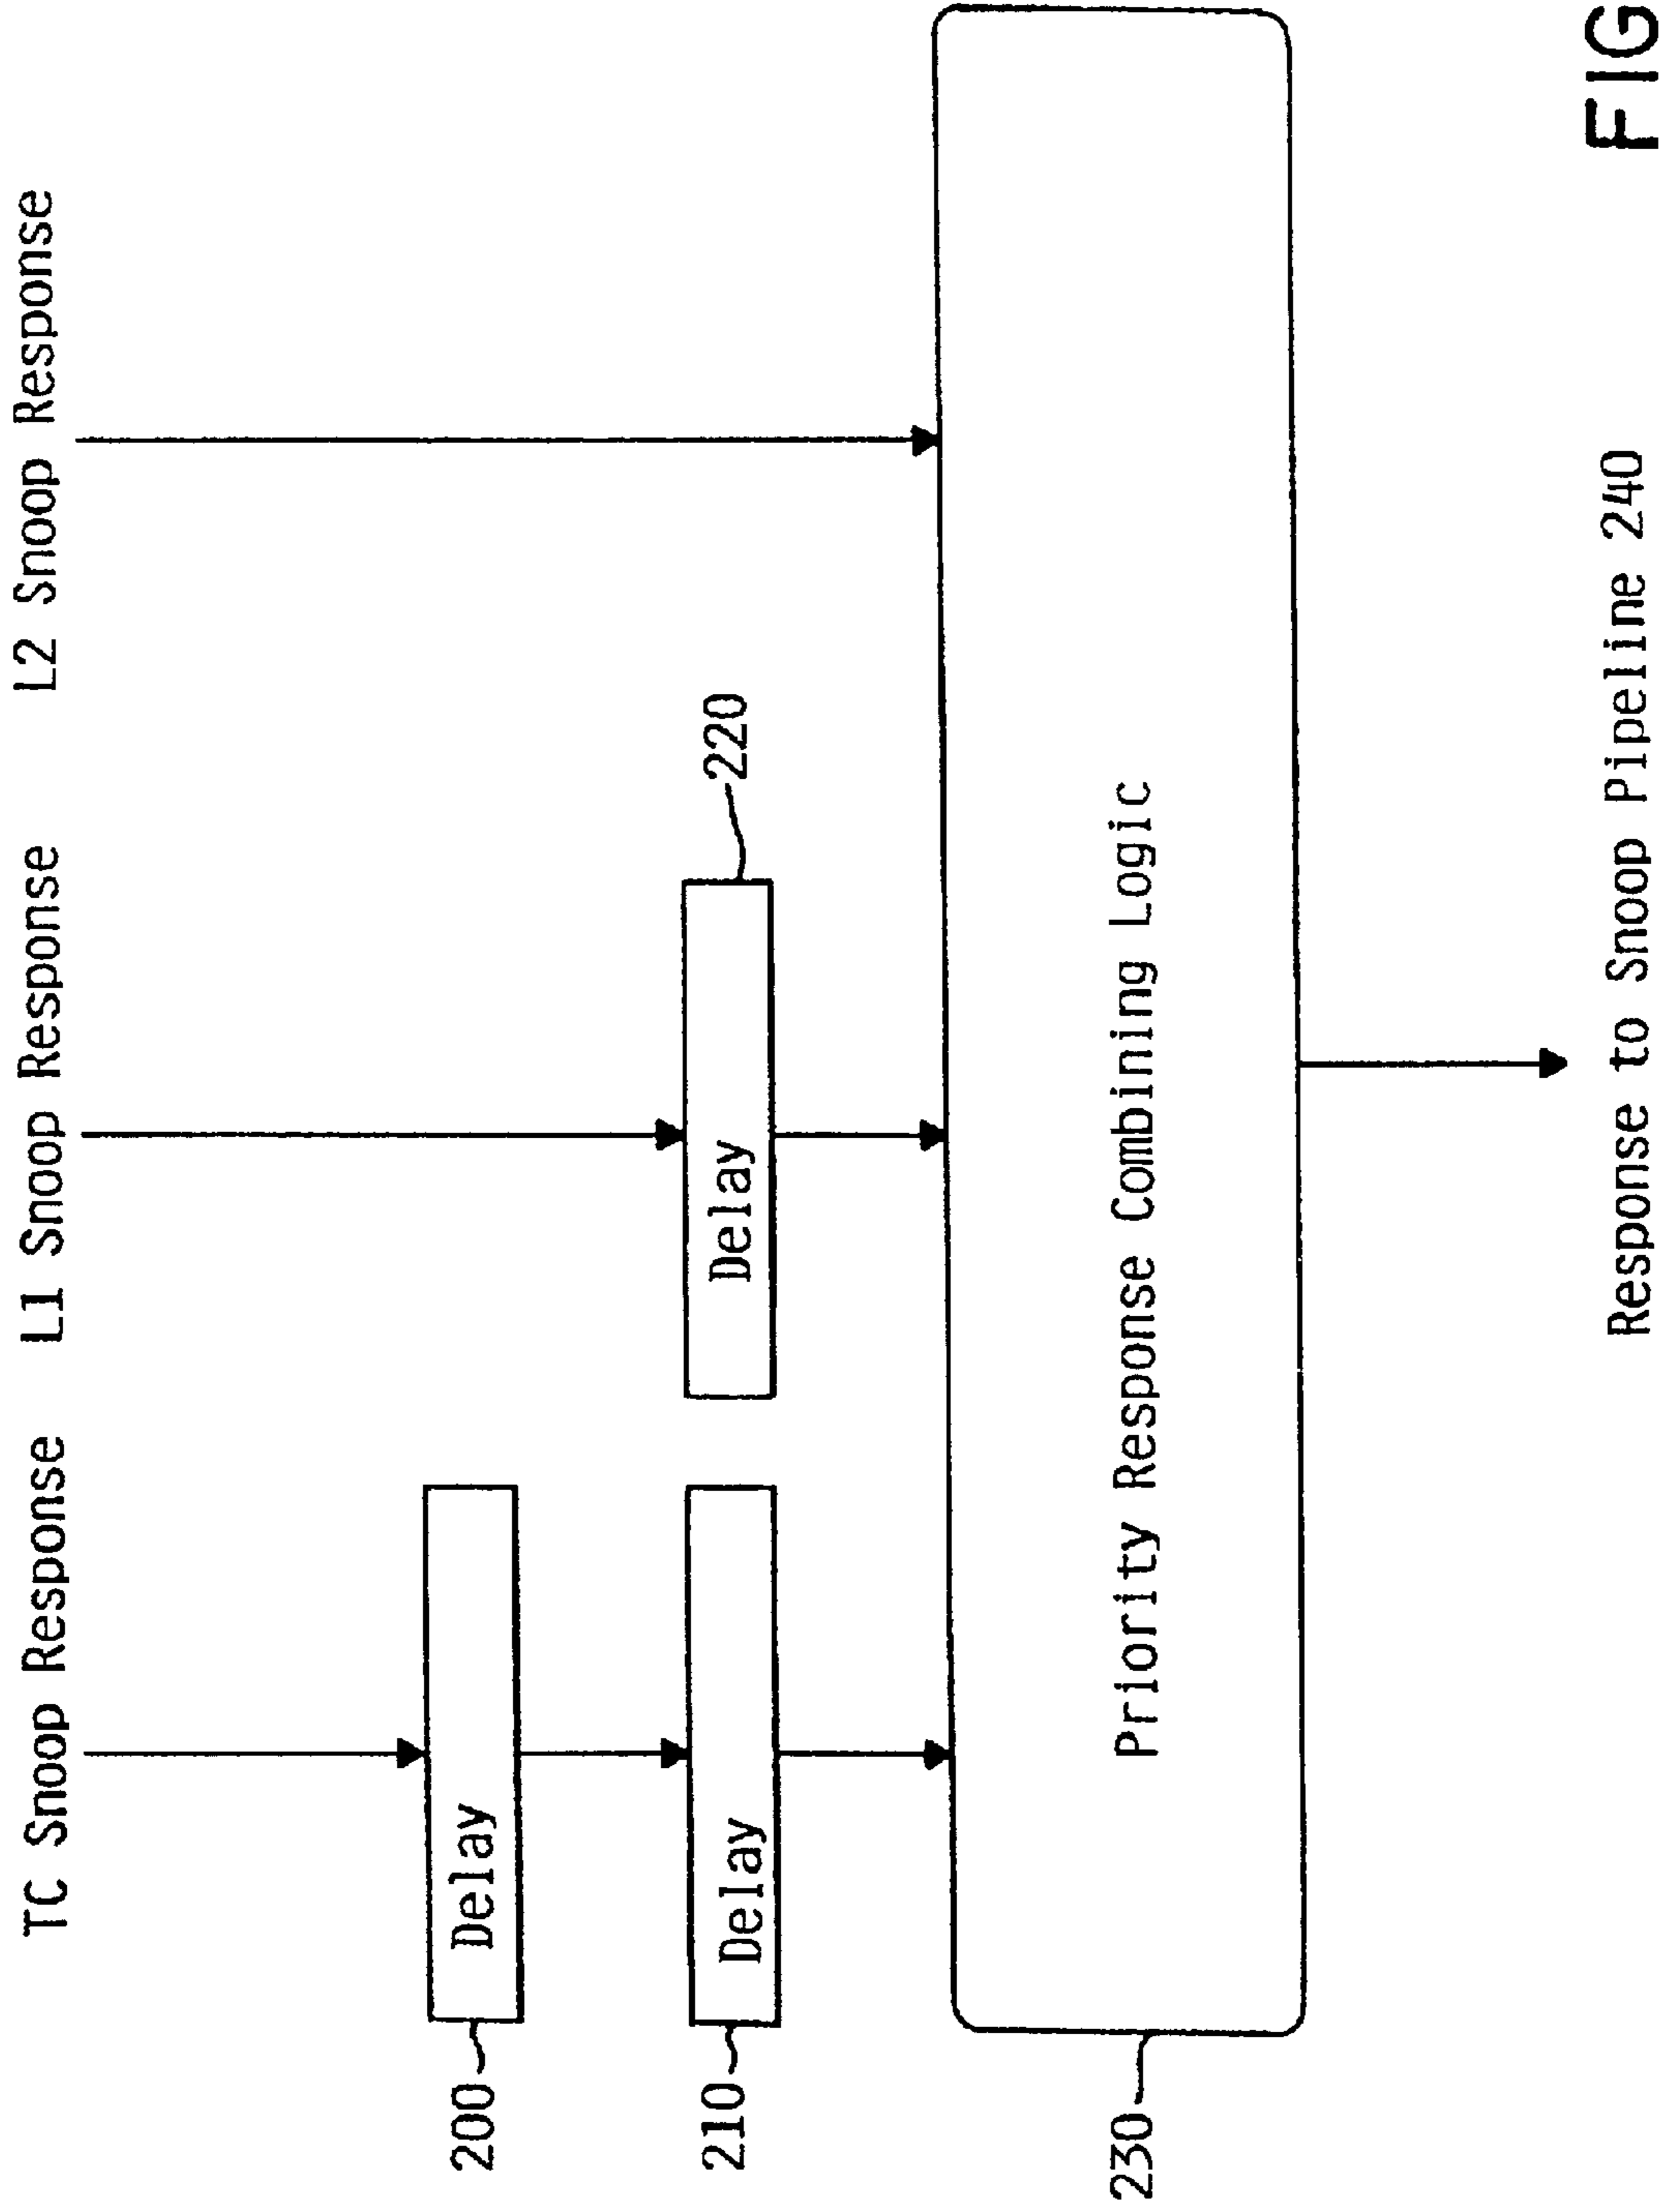 TC Snoop Response
L1 Snoop Response
L2 Snoop Response
200
Delay
210
Delay
Delay
220
230
Priority Response Combining Logic
Response to Snoop Pipeline 240
FIG